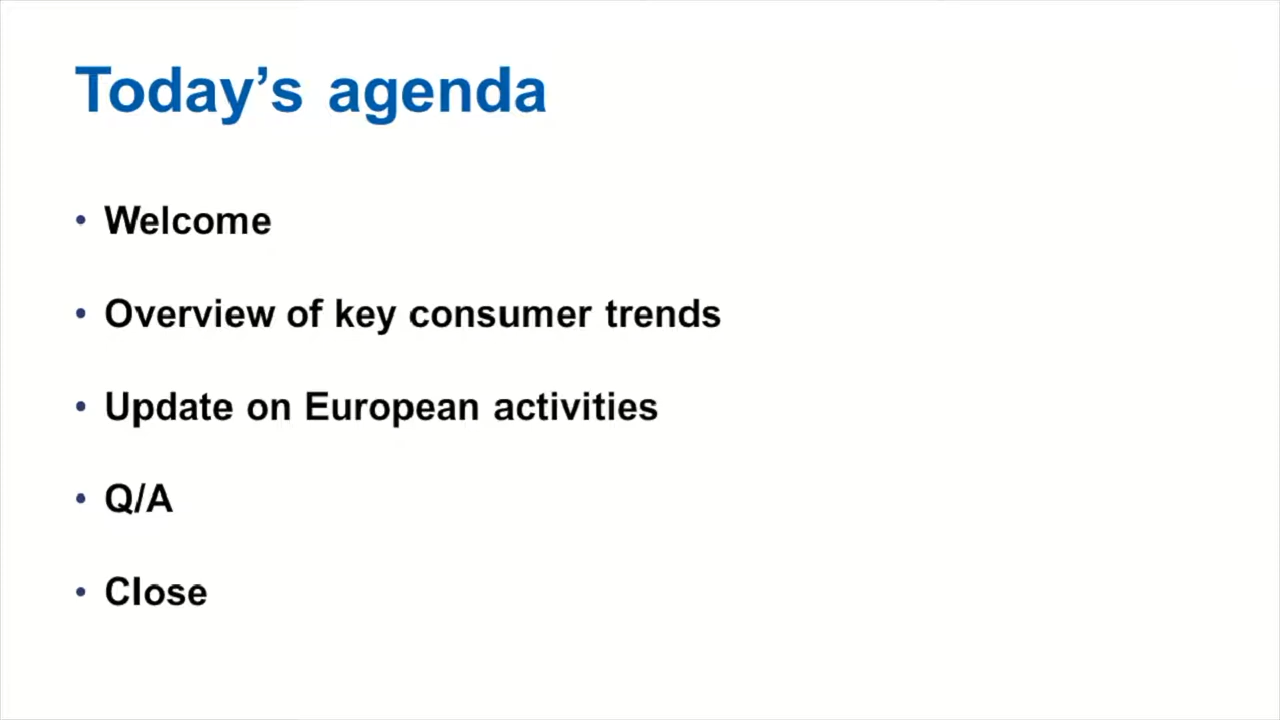 Today’s agenda
• Welcome
• Overview of key consumer trends
• Update on European activities
• Q/A
• Close